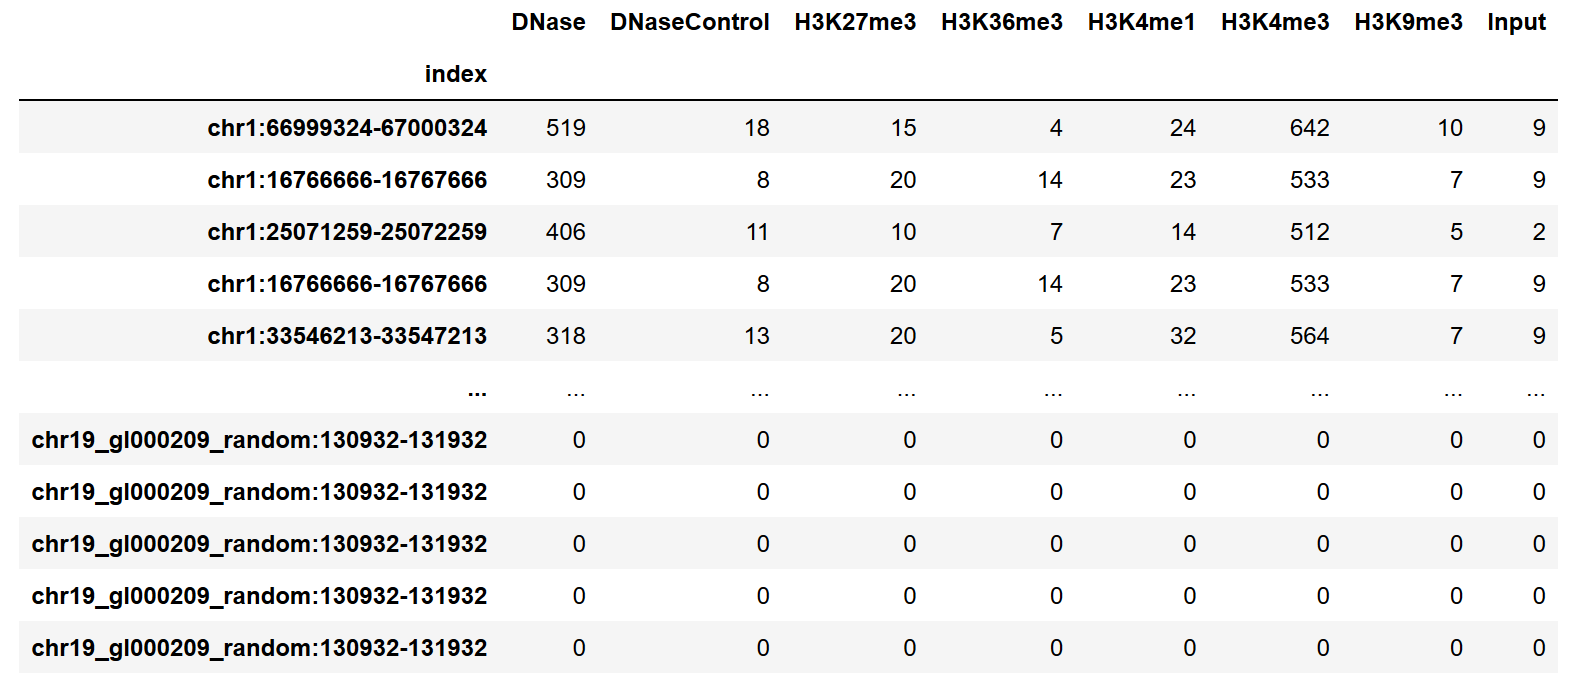 DNase DNaseControl H3K27me3 H3K36me3 H3K4me1 H3K4me3 H3K9me3 Input
index
chr1:66999324-67000324 519 18 15 4 24 642 10 9
chr1:16766666-16767666 309 8 20 14 23 533 7 9
chr1:25071259-25072259 406 11 10 7 14 512 5 2
chr1:16766666-16767666 309 8 20 14 23 533 7 9
chr1:33546213-33547213 318 13 20 5 32 564 7 9
... ... ... ... ... ... ... ... ...
chr19_gl000209_random:130932-131932 0 0 0 0 0 0 0 0
chr19_gl000209_random:130932-131932 0 0 0 0 0 0 0 0
chr19_gl000209_random:130932-131932 0 0 0 0 0 0 0 0
chr19_gl000209_random:130932-131932 0 0 0 0 0 0 0 0
chr19_gl000209_random:130932-131932 0 0 0 0 0 0 0 0